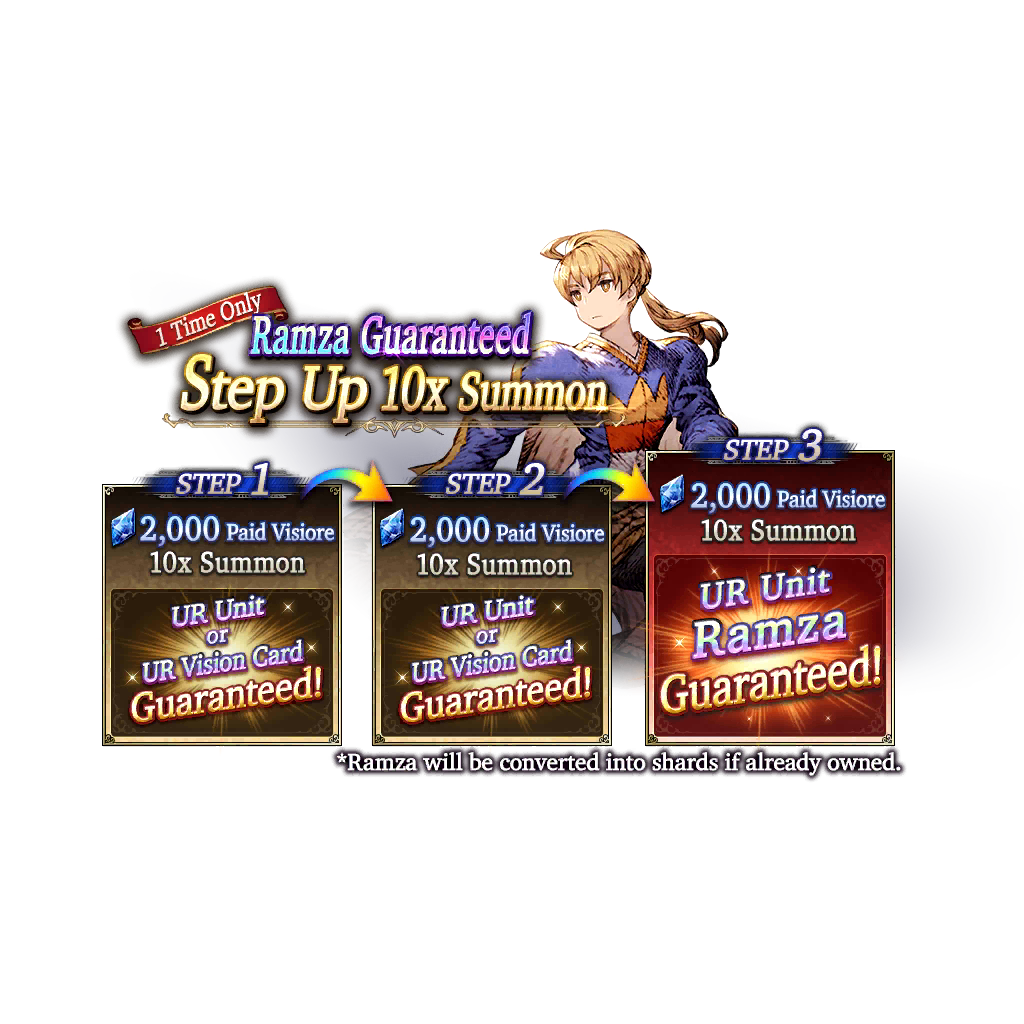 1 Time Only
Ramza Guaranteed
Step Up 10x Summon
STEP 1
2,000 Paid Visiore
10x Summon
UR Unit
or
UR Vision Card
Guaranteed!
STEP 2
2,000 Paid Visiore
10x Summon
UR Unit
or
UR Vision Card
Guaranteed!
STEP 3
2,000 Paid Visiore
10x Summon
UR Unit
Ramza
Guaranteed!
*Ramza will be converted into shards if already owned.